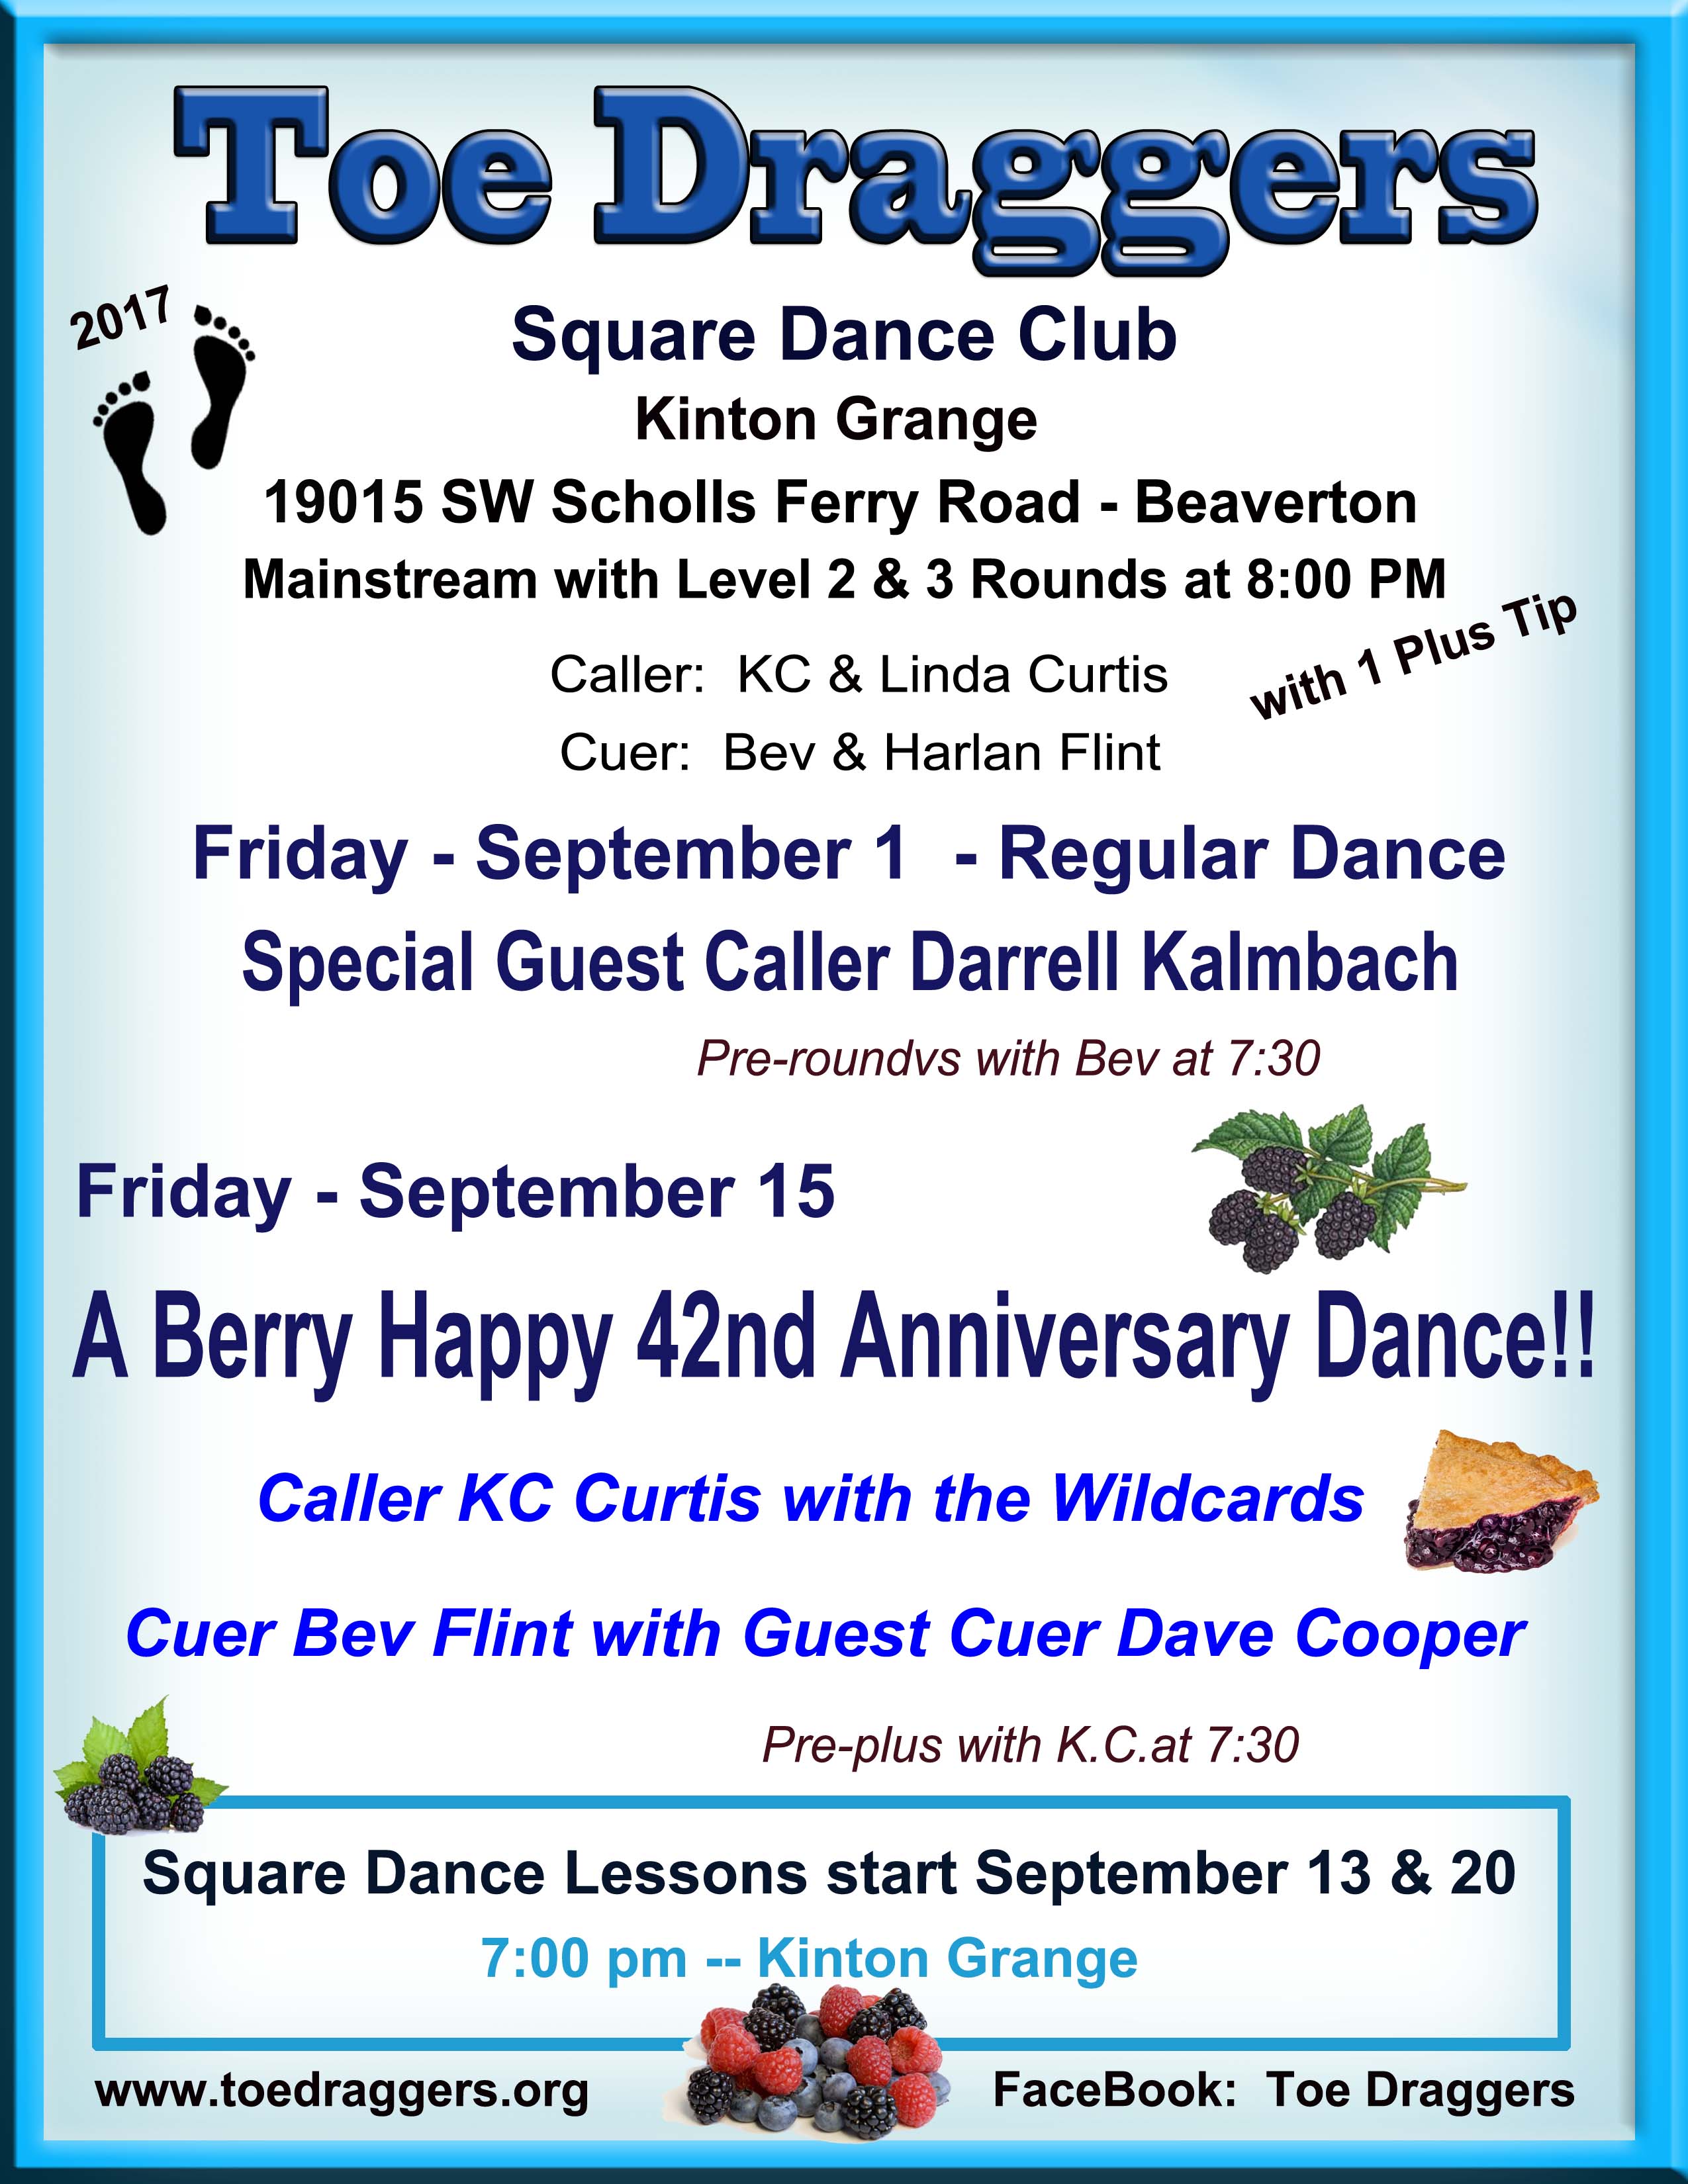 Toe Draggers
2017
Square Dance Club
Kinton Grange
19015 SW Scholls Ferry Road - Beaverton
Mainstream with Level 2 & 3 Rounds at 8:00 PM
with 1 Plus Tip
Caller: KC & Linda Curtis
Cuer: Bev & Harlan Flint
Friday - September 1 - Regular Dance
Special Guest Caller Darrell Kalmbach
Pre-roundvs with Bev at 7:30
Friday - September 15
A Berry Happy 42nd Anniversary Dance!!
Caller KC Curtis with the Wildcards
Cuer Bev Flint with Guest Cuer Dave Cooper
Pre-plus with K.C.at 7:30
Square Dance Lessons start September 13 & 20
7:00 pm -- Kinton Grange
www.toedraggers.org
FaceBook: Toe Draggers